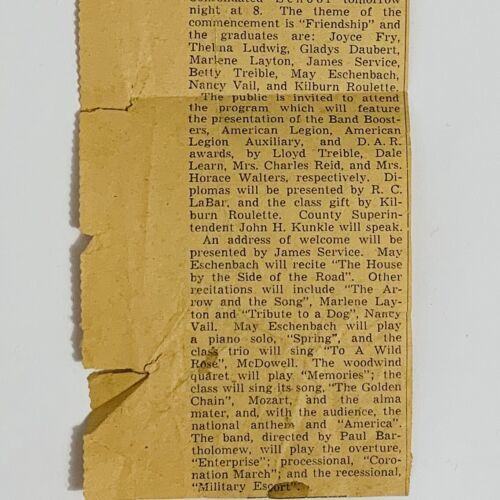 Consolidated School tomorrow
night at 8. The theme of the
commencement is "Friendship" and
the graduates are: Joyce Fry,
Thelma Ludwig, Gladys Daubert,
Marlene Layton, James Service,
Betty Treible, May Eschenbach,
Nancy Vail, and Kilburn Roulette.
The public is invited to attend
the program which will feature
the presentation of the Band Boost-
ers, American Legion, American
Legion Auxiliary, and D. A. R.
awards, by Lloyd Treible, Dale
Learn, Mrs. Charles Reid, and Mrs.
Horace Walters, respectively. Di-
plomas will be presented by R. C.
LaBar, and the class gift by Kil-
burn Roulette. County Superin-
tendent John H. Kunkle will speak.
An address of welcome will be
presented by James Service. May
Eschenbach will recite "The House
by the Side of the Road". Other
recitations will include "The Ar-
row and the Song", Marlene Lay-
ton and "Tribute to a Dog", Nancy
Vail. May Eschenbach will play
a piano solo, "Spring", and the
class trio will sing "To A Wild
Rose", McDowell. The woodwind
quaret will play "Memories"; the
class will sing its song, "The Golden
Chain", Mozart, and the alma
mater, and, with the audience, the
national anthem and "America".
The band, directed by Paul Bar-
tholomew, will play the overture,
"Enterprise"; processional, "Coro-
nation March"; and the recessional,
"Military Escort".